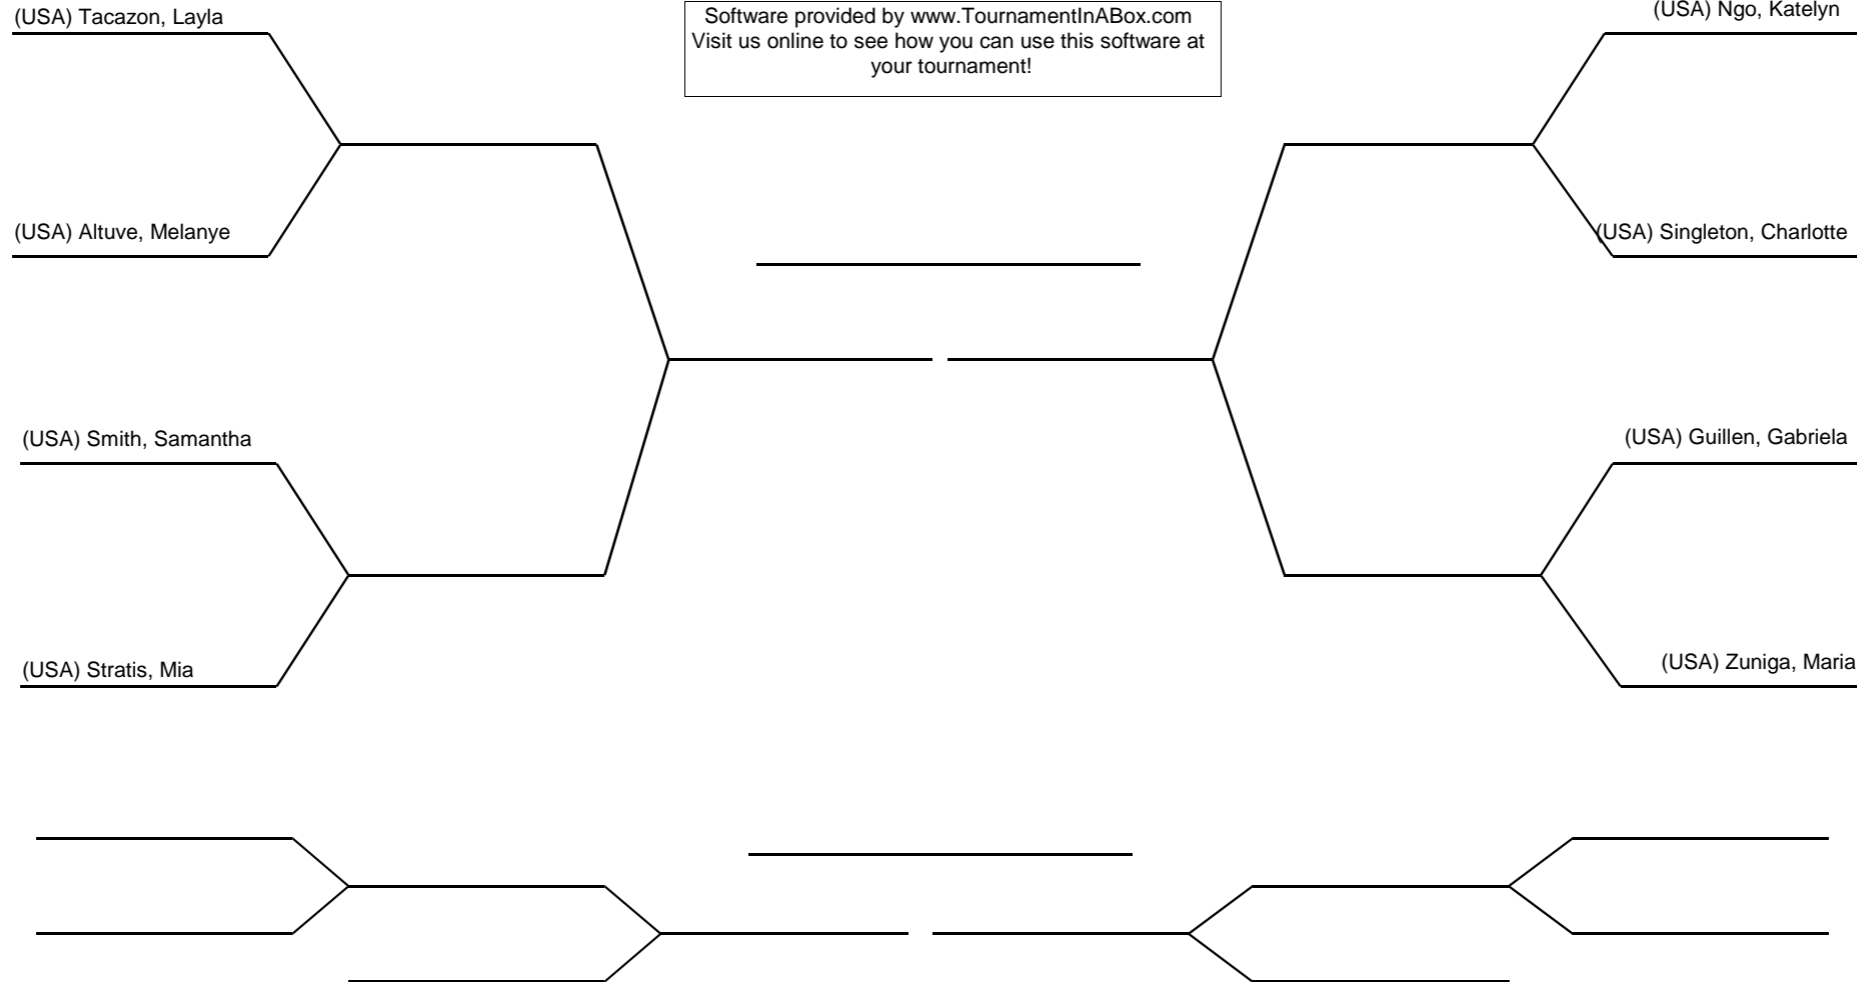 (USA) Tacazon, Layla
Software provided by www.TournamentInABox.com
Visit us online to see how you can use this software at
your tournament!
(USA) Ngo, Katelyn
(USA) Altuve, Melanye
(USA) Singleton, Charlotte
(USA) Smith, Samantha
(USA) Guillen, Gabriela
(USA) Stratis, Mia
(USA) Zuniga, Maria